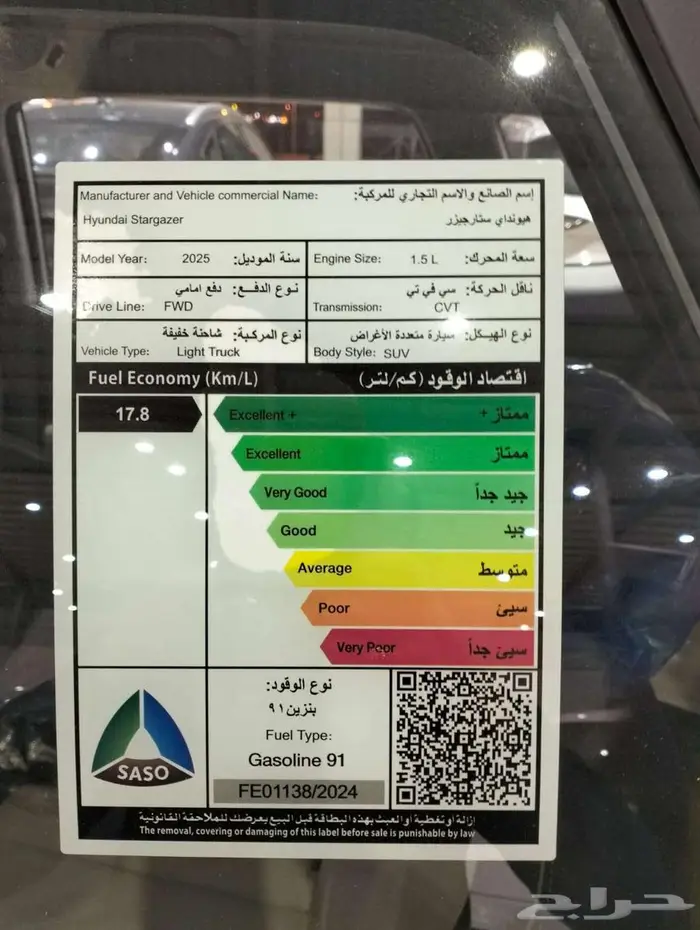 Manufacturer and Vehicle commercial Name: إسم الصانع والاسم التجاري للمركبة:
Hyundai Stargazer هيونداي ستارجيزر
Model Year: 2025 سنة الموديل:
Engine Size: 1.5 L سعة المحرك:
نوع الدفع: دفع امامي
Drive Line: FWD
ناقل الحركة: سي في تي
Transmission: CVT
نوع المركبة: شاحنة خفيفة
Vehicle Type: Light Truck
نوع الهيكل: سيارة متعددة الأغراض
Body Style: SUV
Fuel Economy (Km/L) اقتصاد الوقود (كم/لتر)
17.8
Excellent + ممتاز +
Excellent ممتاز
Very Good جيد جداً
Good جيد
Average متوسط
Poor سيئ
Very Poor سيئ جداً
SASO
نوع الوقود:
بنزين ٩١
Fuel Type:
Gasoline 91
FE01138/2024
ازالة أو تغطية أو العبث بهذه البطاقة قبل البيع يعرضك للملاحقة القانونية
The removal, covering or damaging of this label before sale is punishable by law
حراج